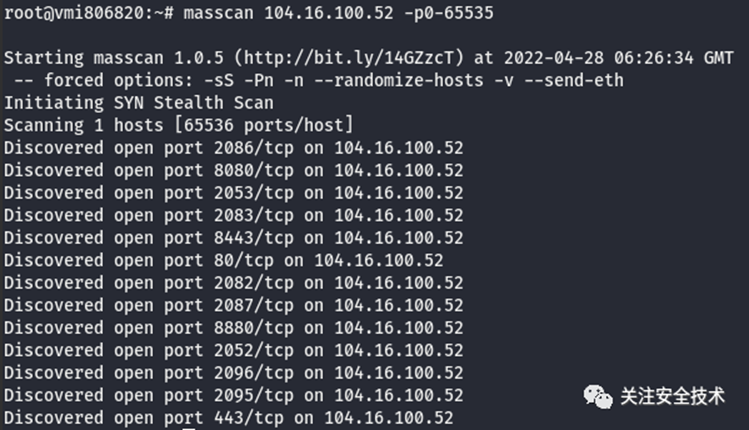 root@vmi806820:~# masscan 104.16.100.52 -p0-65535
Starting masscan 1.0.5 (http://bit.ly/14GZzcT) at 2022-04-28 06:26:34 GMT
 -- forced options: -sS -Pn -n --randomize-hosts -v --send-eth
Initiating SYN Stealth Scan
Scanning 1 hosts [65536 ports/host]
Discovered open port 2086/tcp on 104.16.100.52
Discovered open port 8080/tcp on 104.16.100.52
Discovered open port 2053/tcp on 104.16.100.52
Discovered open port 2083/tcp on 104.16.100.52
Discovered open port 8443/tcp on 104.16.100.52
Discovered open port 80/tcp on 104.16.100.52
Discovered open port 2082/tcp on 104.16.100.52
Discovered open port 2087/tcp on 104.16.100.52
Discovered open port 8880/tcp on 104.16.100.52
Discovered open port 2052/tcp on 104.16.100.52
Discovered open port 2096/tcp on 104.16.100.52
Discovered open port 2095/tcp on 104.16.100.52
Discovered open port 443/tcp on 104.16.100.52
关注安全技术